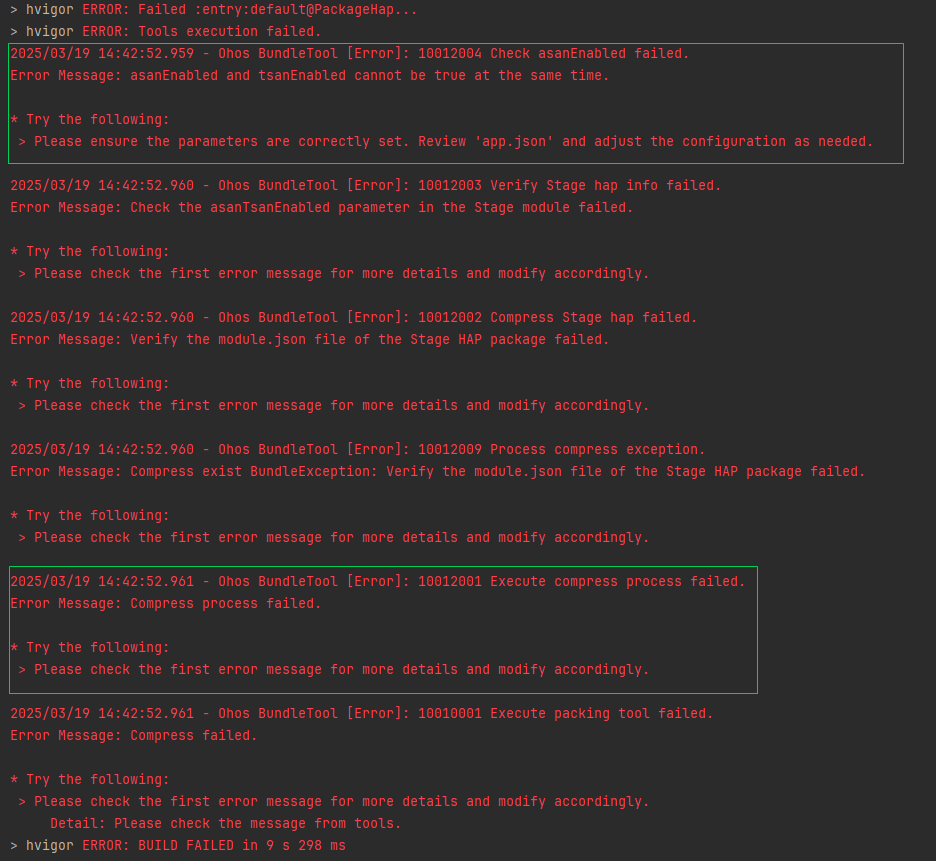 > hvigor ERROR: Failed :entry:default@PackageHap...
> hvigor ERROR: Tools execution failed.
2025/03/19 14:42:52.959 - Ohos BundleTool [Error]: 10012004 Check asanEnabled failed.
Error Message: asanEnabled and tsanEnabled cannot be true at the same time.
* Try the following:
> Please ensure the parameters are correctly set. Review 'app.json' and adjust the configuration as needed.
2025/03/19 14:42:52.960 - Ohos BundleTool [Error]: 10012003 Verify Stage hap info failed.
Error Message: Check the asanTsanEnabled parameter in the Stage module failed.
* Try the following:
> Please check the first error message for more details and modify accordingly.
2025/03/19 14:42:52.960 - Ohos BundleTool [Error]: 10012002 Compress Stage hap failed.
Error Message: Verify the module.json file of the Stage HAP package failed.
* Try the following:
> Please check the first error message for more details and modify accordingly.
2025/03/19 14:42:52.960 - Ohos BundleTool [Error]: 10012009 Process compress exception.
Error Message: Compress exist BundleException: Verify the module.json file of the Stage HAP package failed.
* Try the following:
> Please check the first error message for more details and modify accordingly.
2025/03/19 14:42:52.961 - Ohos BundleTool [Error]: 10012001 Execute compress process failed.
Error Message: Compress process failed.
* Try the following:
> Please check the first error message for more details and modify accordingly.
2025/03/19 14:42:52.961 - Ohos BundleTool [Error]: 10010001 Execute packing tool failed.
Error Message: Compress failed.
* Try the following:
> Please check the first error message for more details and modify accordingly.
Detail: Please check the message from tools.
> hvigor ERROR: BUILD FAILED in 9 s 298 ms